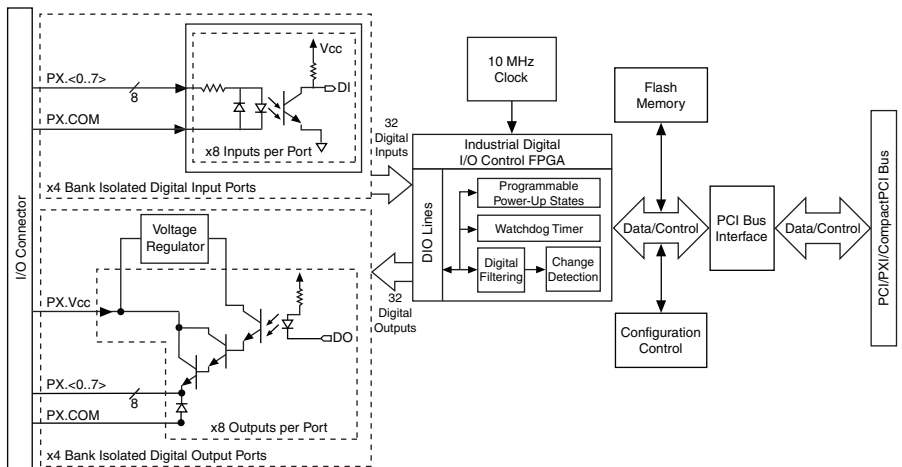 I/O Connector
PX.<0..7>
8
PX.COM
Vcc
DI
x8 Inputs per Port
x4 Bank Isolated Digital Input Ports
32
Digital
Inputs
Voltage
Regulator
PX.Vcc
DO
PX.<0..7>
8
PX.COM
x8 Outputs per Port
x4 Bank Isolated Digital Output Ports
32
Digital
Outputs
10 MHz
Clock
Industrial Digital
I/O Control FPGA
DIO Lines
Programmable
Power-Up States
Watchdog Timer
Digital
Filtering
Change
Detection
Flash
Memory
Data/Control
Configuration
Control
PCI Bus
Interface
Data/Control
PCI/PXI/CompactPCI Bus